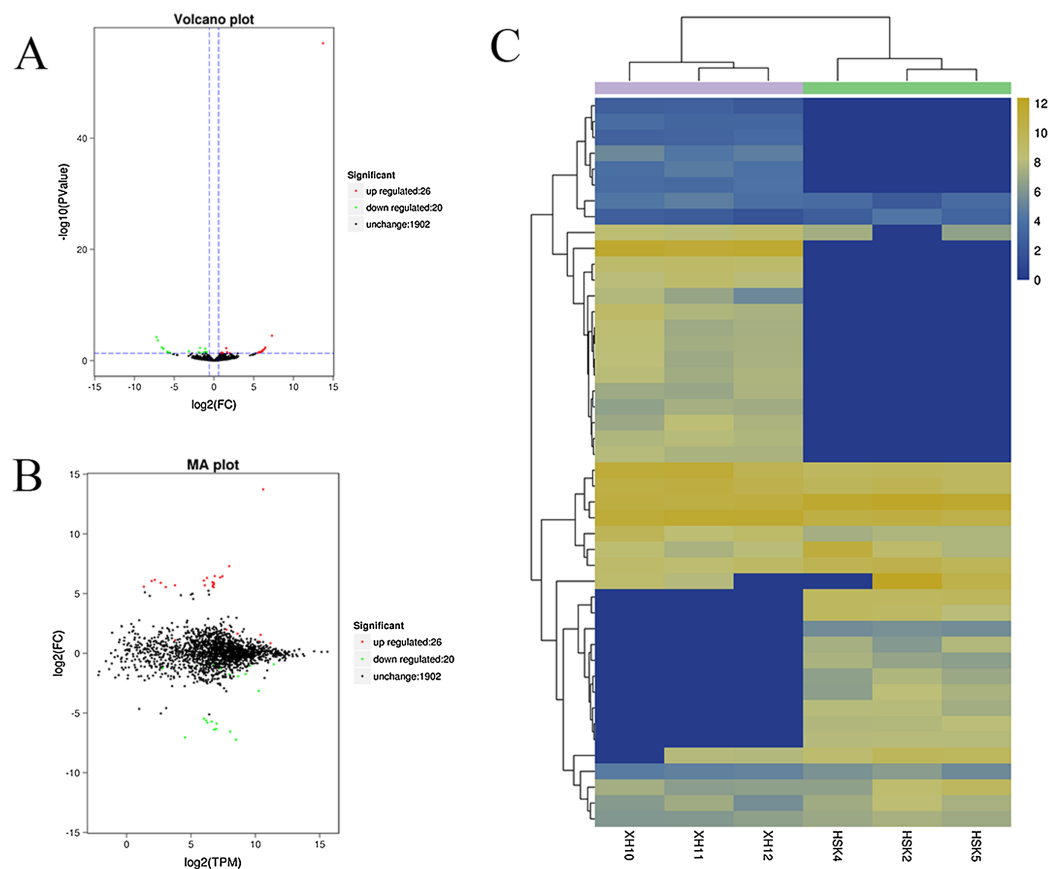 A
Volcano plot
-log10(PValue)
40
20
0
-15
-10
-5
0
5
10
15
log2(FC)
Significant
up regulated:26
down regulated:20
unchange:1902
B
MA plot
log2(FC)
15
10
5
0
-5
-10
-15
0
5
10
15
log2(TPM)
Significant
up regulated:26
down regulated:20
unchange:1902
C
12
10
8
6
4
2
0
XH10
XH11
XH12
HSK4
HSK2
HSK5